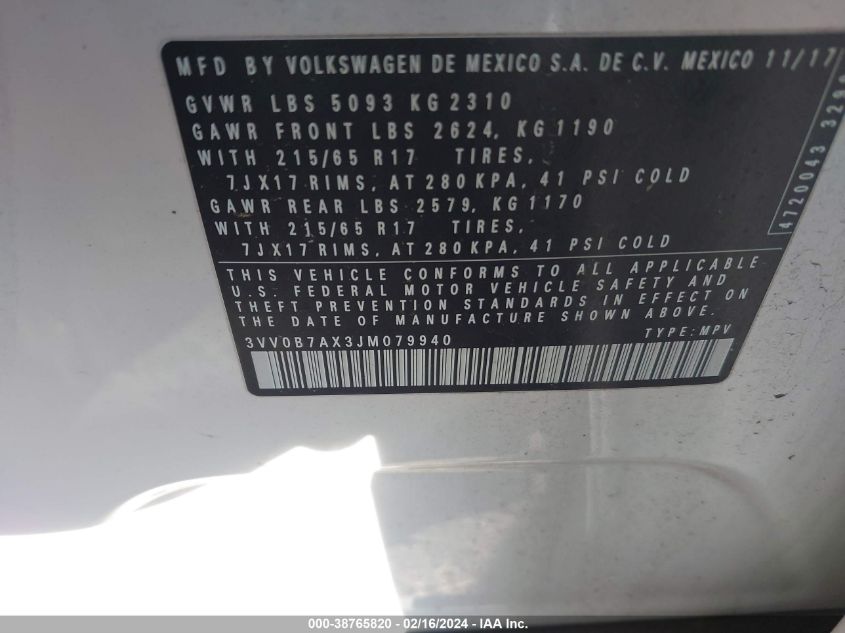 MFD BY VOLKSWAGEN DE MEXICO S.A. DE C.V. MEXICO 11/17
GVWR LBS 5093 KG 2310
GAWR FRONT LBS 2624, KG 1190
WITH 215/65 R17 TIRES,
7JX17 RIMS, AT 280 KPA, 41 PSI COLD
GAWR REAR LBS 2579, KG 1170
WITH 215/65 R17 TIRES,
7JX17 RIMS, AT 280 KPA, 41 PSI COLD
4720043
THIS VEHICLE CONFORMS TO ALL APPLICABLE
U.S. FEDERAL MOTOR VEHICLE SAFETY AND
THEFT PREVENTION STANDARDS IN EFFECT ON
THE DATE OF MANUFACTURE SHOWN ABOVE.
3VV0B7AX3JM079940 TYPE: MPV
000-38765820 - 02/16/2024 - IAA Inc.